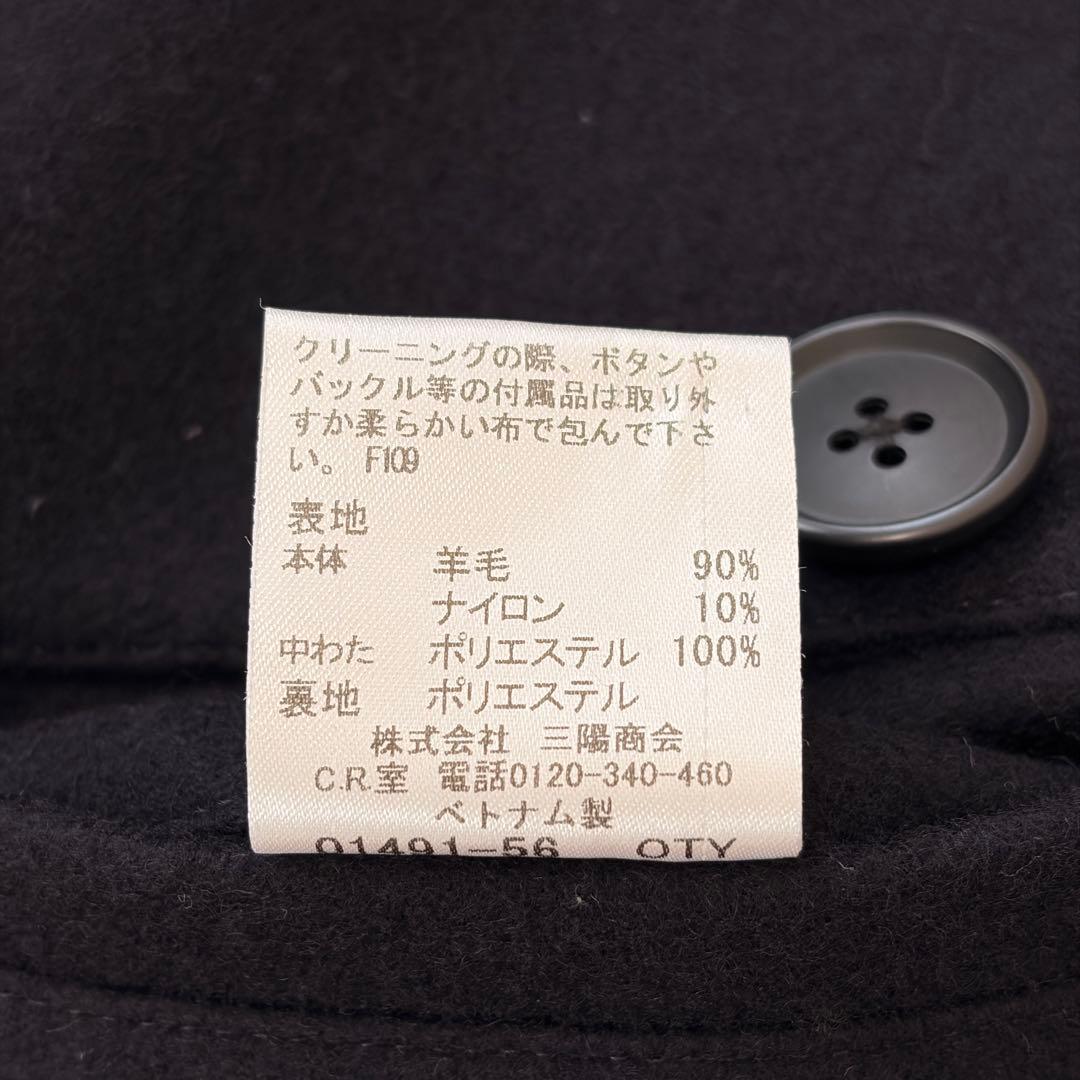 クリーニングの際、ボタンや
バックル等の付属品は取り外
すか柔らかい布で包んで下さ
い。 F109
表地
本体 羊毛 90%
ナイロン 10%
中わた ポリエステル 100%
裏地 ポリエステル
株式会社 三陽商会
C.R.室 電話0120-340-460
ベトナム製
01491-56 QTY